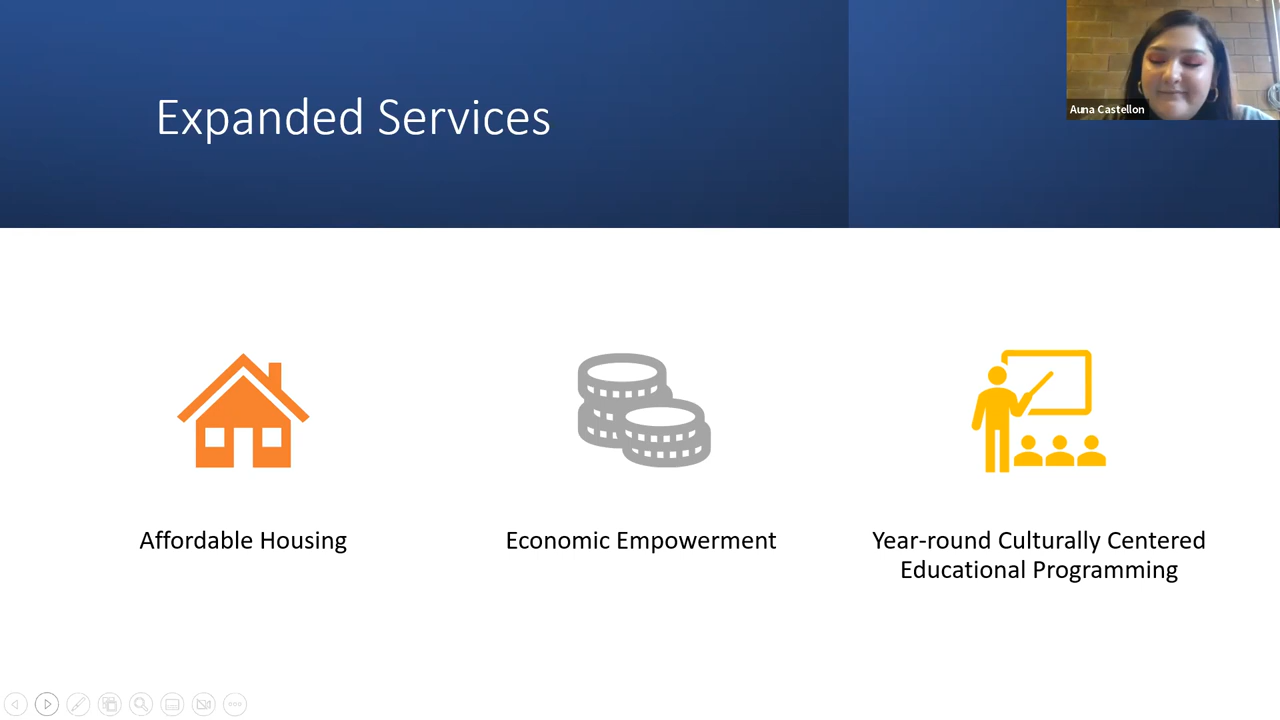 Expanded Services
Auna Castellon
Affordable Housing
Economic Empowerment
Year-round Culturally Centered
Educational Programming